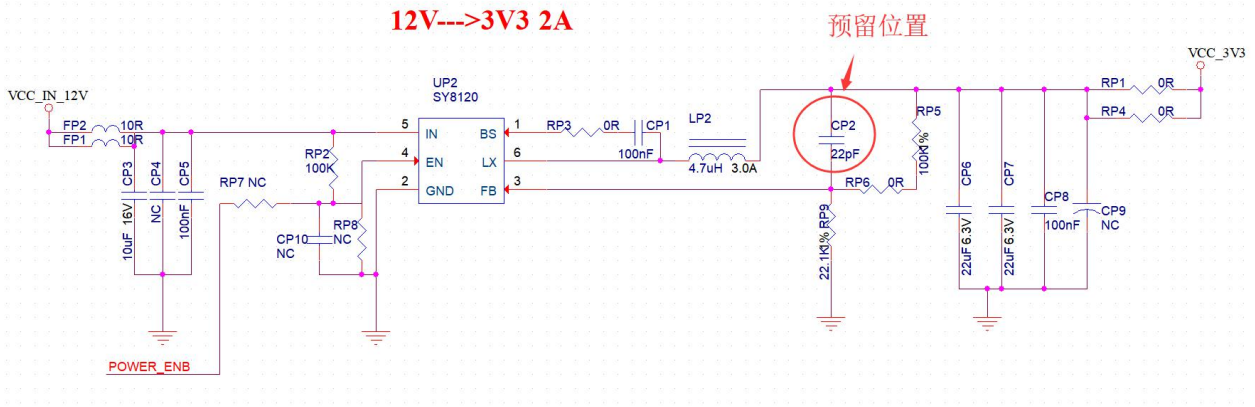 12V--->3V3 2A
预留位置
VCC_3V3
VCC_IN_12V
UP2
SY8120
RP1 0R
RP4 0R
FP2 10R
FP1 10R
5 IN
BS 1
RP3 0R
CP1
100nF
LP2
4.7uH 3.0A
CP2
22pF
RP5
100K1%
4 EN
LX 6
2 GND
FB 3
RP6 0R
CP3
10uF 16V
CP4
NC
CP5
100nF
RP2
100K
RP7 NC
RP8
NC
CP10
NC
RP9
22.1K1%
CP6
22uF 6.3V
CP7
22uF 6.3V
CP8
100nF
CP9
NC
POWER_ENB